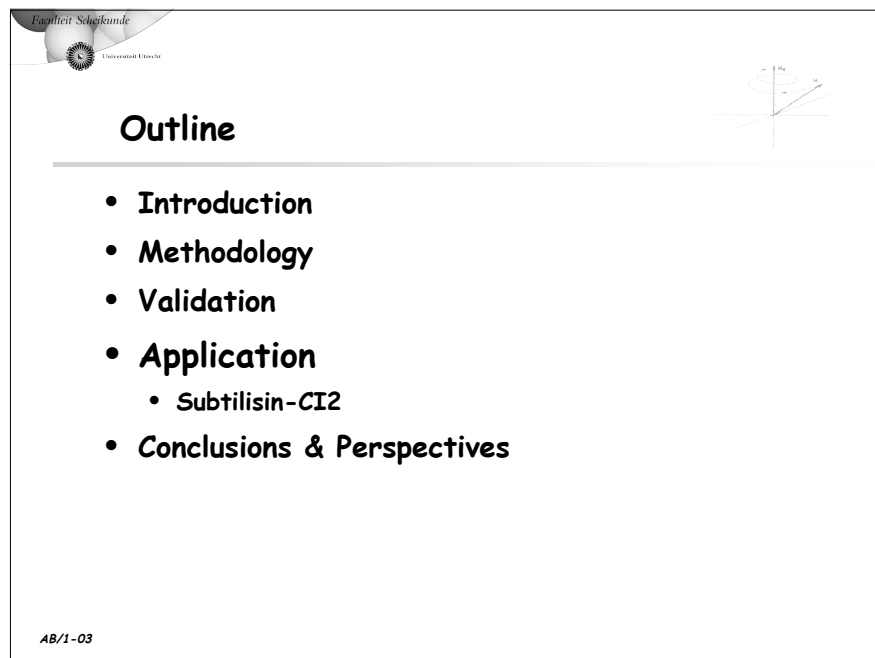 Faculteit Scheikunde
Universiteit Utrecht
Outline
• Introduction
• Methodology
• Validation
• Application
• Subtilisin-CI2
• Conclusions & Perspectives
AB/1-03